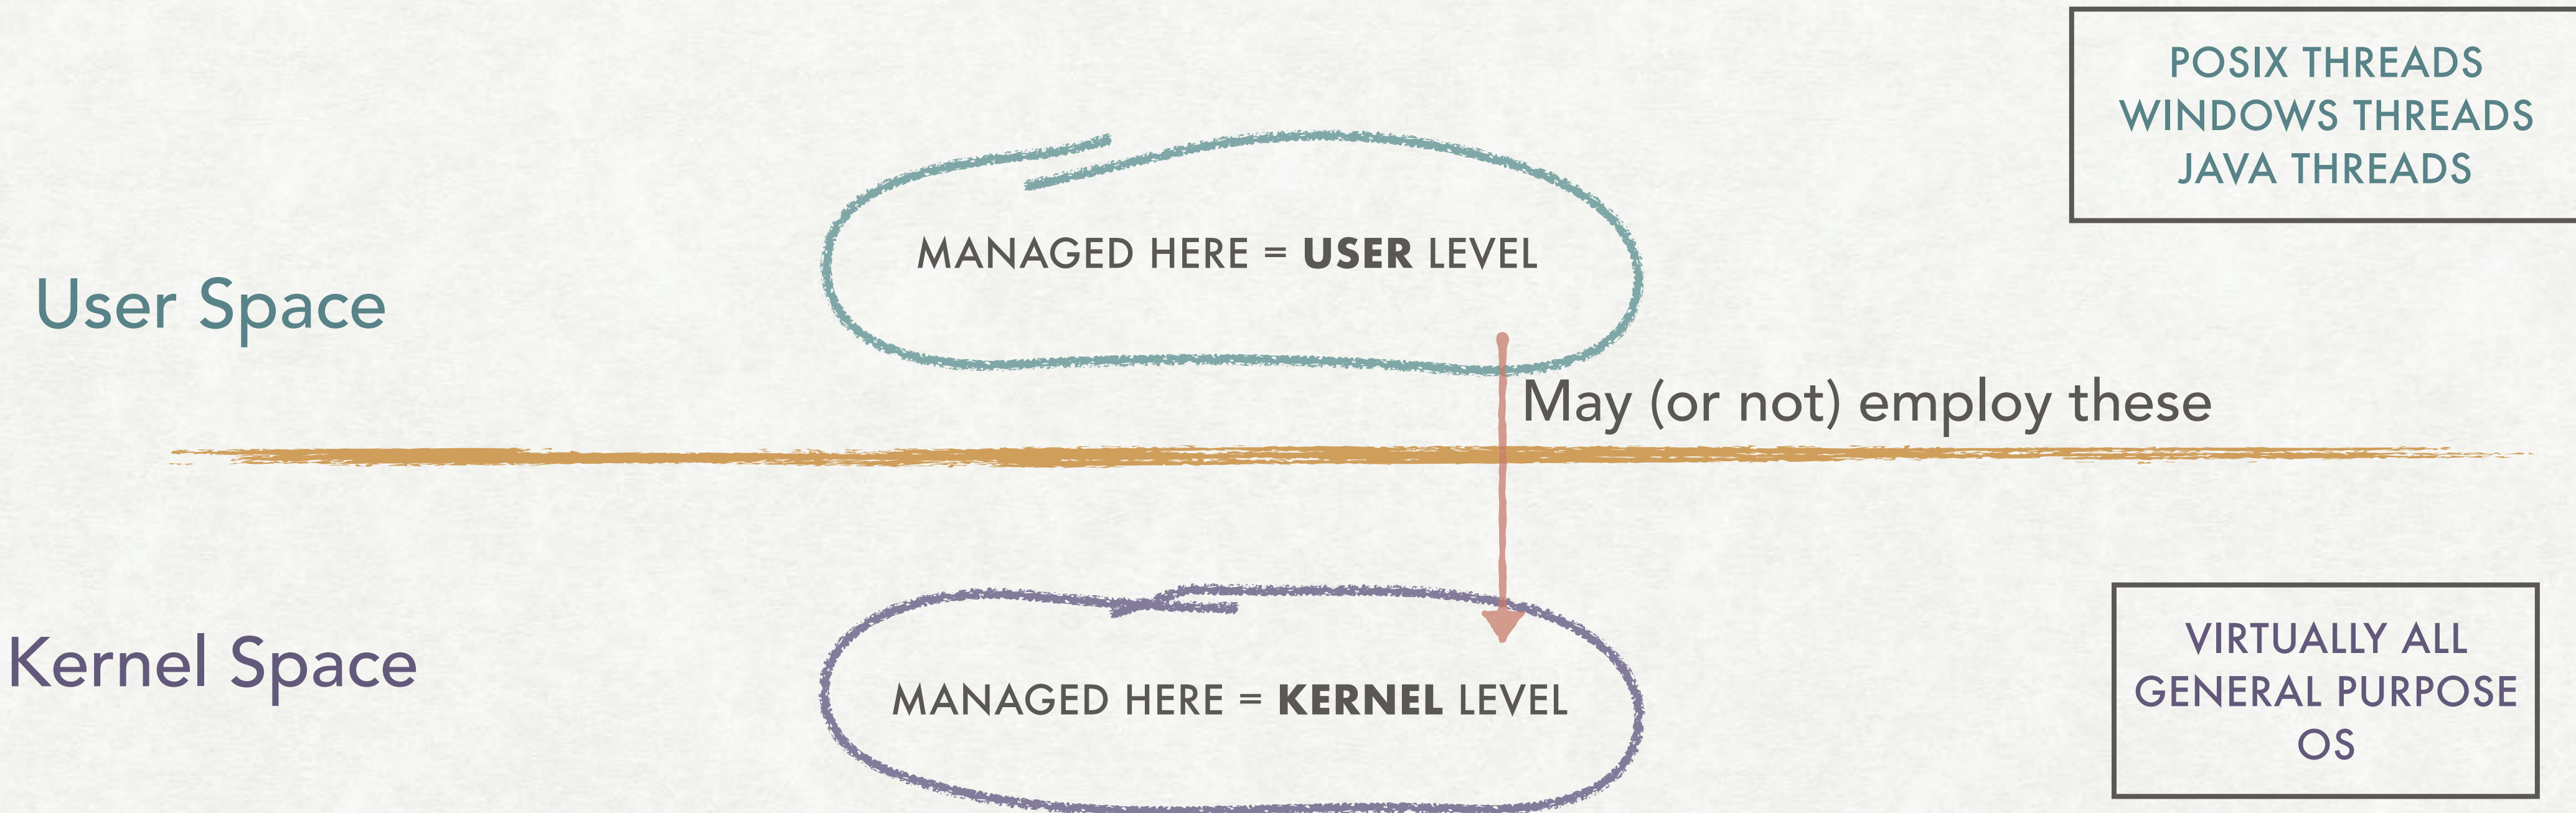 POSIX THREADS
WINDOWS THREADS
JAVA THREADS
MANAGED HERE = USER LEVEL
User Space
May (or not) employ these
Kernel Space
MANAGED HERE = KERNEL LEVEL
VIRTUALLY ALL
GENERAL PURPOSE
OS